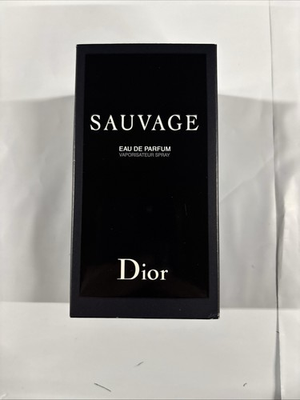 SAUVAGE
EAU DE PARFUM
VAPORISATEUR SPRAY
Dior